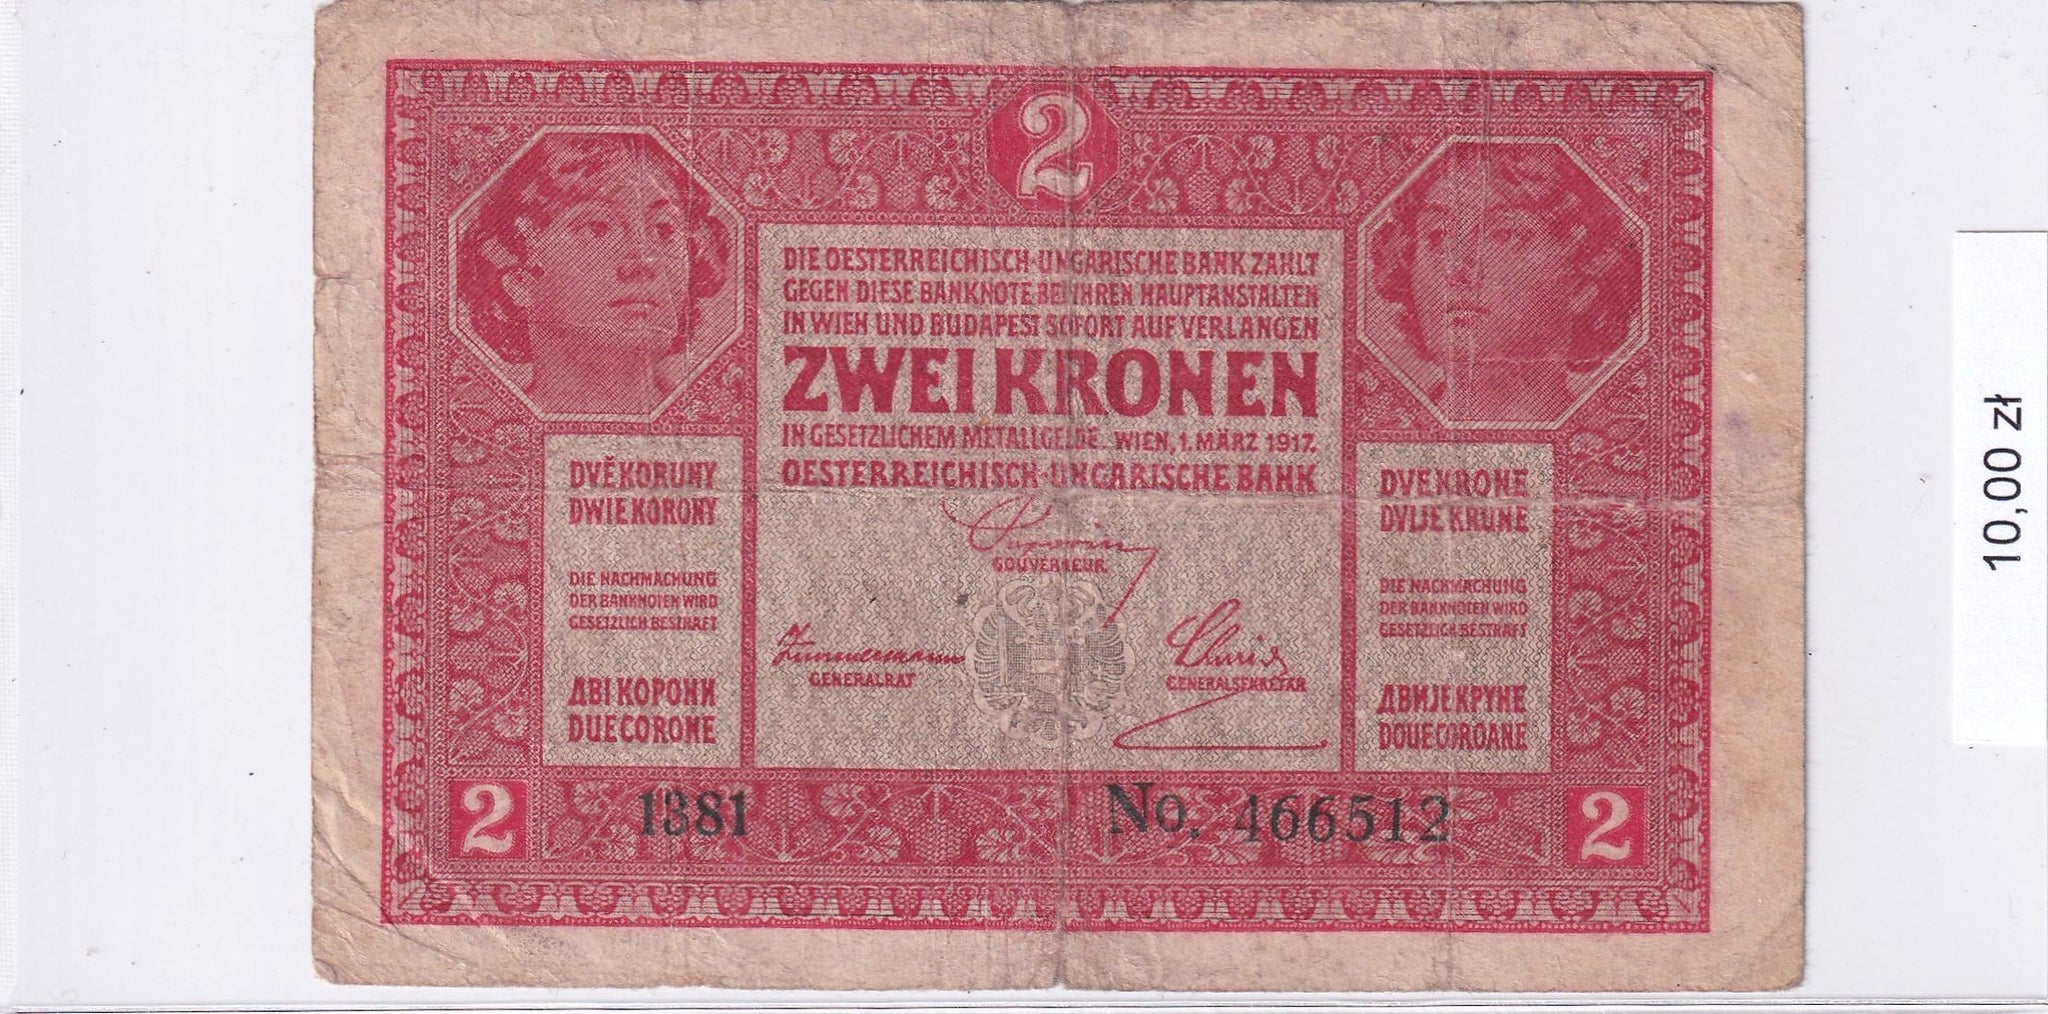 2
DIE OESTERREICHISCH-UNGARISCHE BANK ZAHLT
GEGEN DIESE BANKNOTE BEI IHREN HAUPTANSTALTEN
IN WIEN UND BUDAPEST SOFORT AUF VERLANGEN
ZWEI KRONEN
IN GESETZLICHEM METALLGELDE. WIEN, 1. MÄRZ 1917.
OESTERREICHISCH-UNGARISCHE BANK
DVĚ KORUNY
DWIE KORONY
DIE NACHMACHUNG
DER BANKNOTEN WIRD
GESETZLICH BESTRAFT
ДВІ КОРОНИ
DUE CORONE
GOUVERNEUR
GENERALRAT
GENERALSEKRETÄR
DVE KRONE
DVIJE KRUNE
DIE NACHMACHUNG
DER BANKNOTEN WIRD
GESETZLICH BESTRAFT
ДВИЈЕ КРУНЕ
DOUE COROANE
2
1381
No. 466512
2
10,00 zł